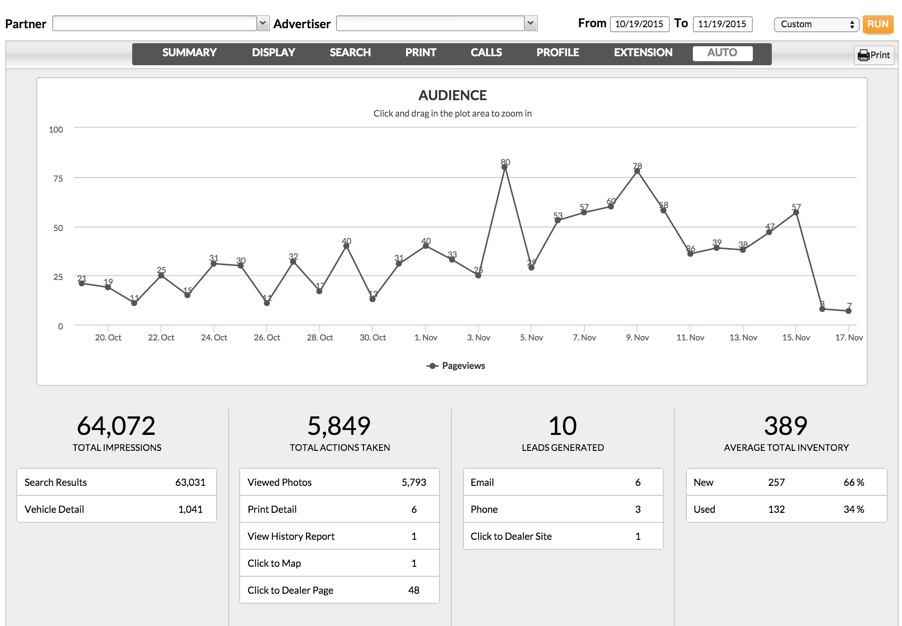 Partner Advertiser From 10/19/2015 To 11/19/2015 Custom RUN
SUMMARY DISPLAY SEARCH PRINT CALLS PROFILE EXTENSION AUTO Print
AUDIENCE
Click and drag in the plot area to zoom in
100
75
50
25
0
21 19 11 25 15 31 30 11 32 17 40 13 31 40 33 25 80 29 53 57 60 78 58 36 39 38 47 57 8 7
20. Oct 22. Oct 24. Oct 26. Oct 28. Oct 30. Oct 1. Nov 3. Nov 5. Nov 7. Nov 9. Nov 11. Nov 13. Nov 15. Nov 17. Nov
Pageviews
64,072
TOTAL IMPRESSIONS
Search Results 63,031
Vehicle Detail 1,041
5,849
TOTAL ACTIONS TAKEN
Viewed Photos 5,793
Print Detail 6
View History Report 1
Click to Map 1
Click to Dealer Page 48
10
LEADS GENERATED
Email 6
Phone 3
Click to Dealer Site 1
389
AVERAGE TOTAL INVENTORY
New 257 66 %
Used 132 34 %